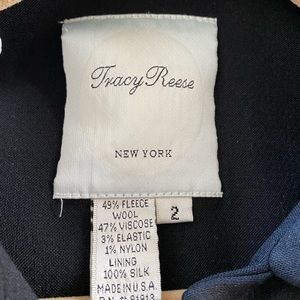 Tracy Reese
NEW YORK
2
49% FLEECE
WOOL
47% VISCOSE
3% ELASTIC
1% NYLON
LINING
100% SILK
MADE IN U.S.A.